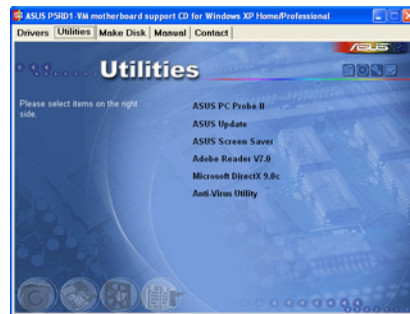 ASUS P5RD1-VM motherboard support CD for Windows XP Home/Professional
Drivers Utilities Make Disk Manual Contact
ASUS
Utilities
Please select items on the right side.
ASUS PC Probe II
ASUS Update
ASUS Screen Saver
Adobe Reader V7.0
Microsoft DirectX 9.0c
Anti-Virus Utility